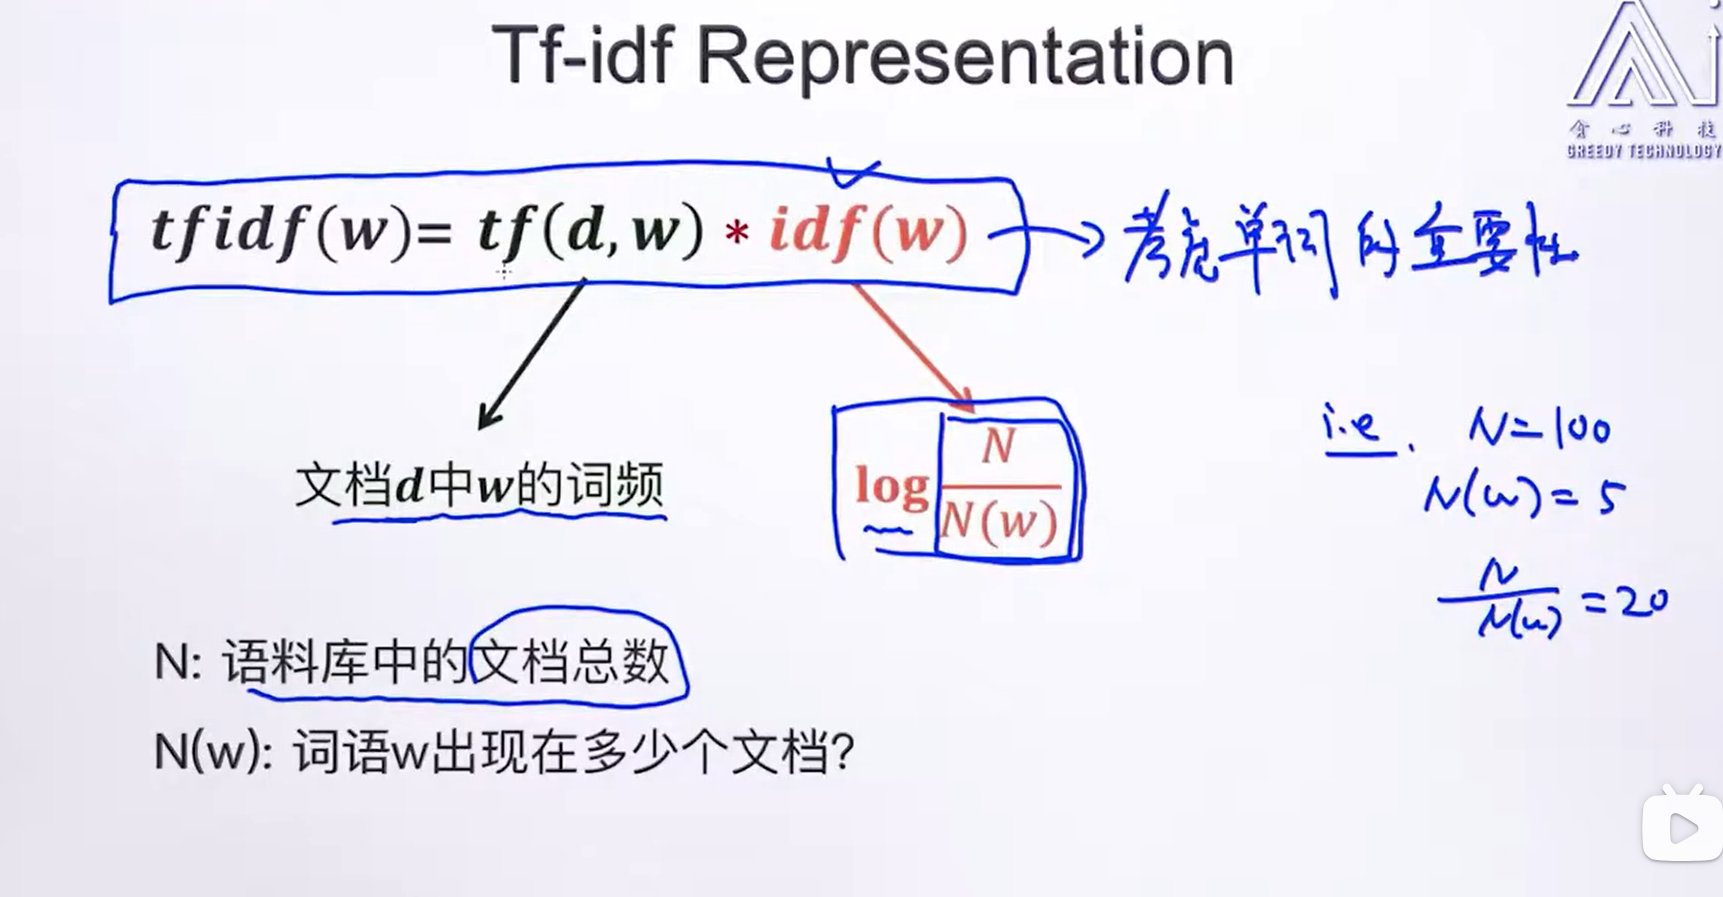 Tf-idf Representation
贪心科技
GREEDY TECHNOLOGY
tfidf(w)= tf(d,w) * idf(w)
考虑单词的重要性
文档d中w的词频
log N / N(w)
i.e. N=100
N(w)=5
N / N(w) =20
N: 语料库中的文档总数
N(w): 词语w出现在多少个文档?